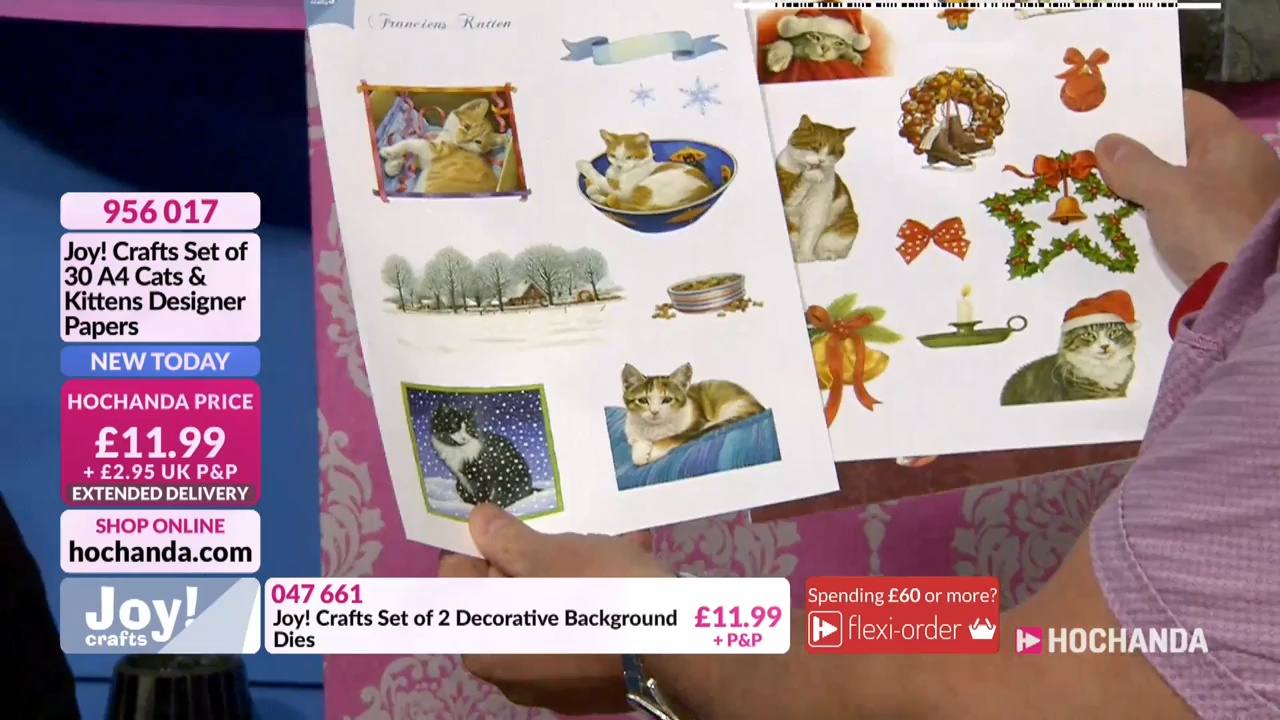 crafts
Franciens Katten
956 017
Joy! Crafts Set of
30 A4 Cats &
Kittens Designer
Papers
NEW TODAY
HOCHANDA PRICE
£11.99
+ £2.95 UK P&P
EXTENDED DELIVERY
SHOP ONLINE
hochanda.com
Joy!
crafts
047 661
Joy! Crafts Set of 2 Decorative Background
Dies
£11.99
+ P&P
Spending £60 or more?
flexi-order
HOCHANDA